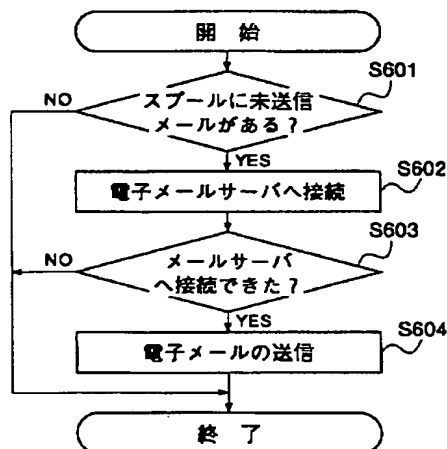 開始
S601
NO
スプールに未送信
メールがある？
YES
S602
電子メールサーバへ接続
S603
NO
メールサーバ
へ接続できた？
YES
S604
電子メールの送信
終了